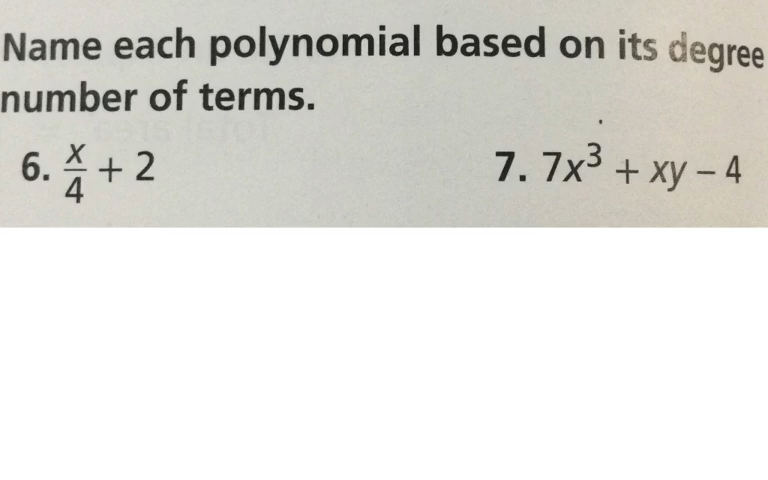 Name each polynomial based on its degree
number of terms.
6. x/4 + 2 7. 7x³ + xy – 4